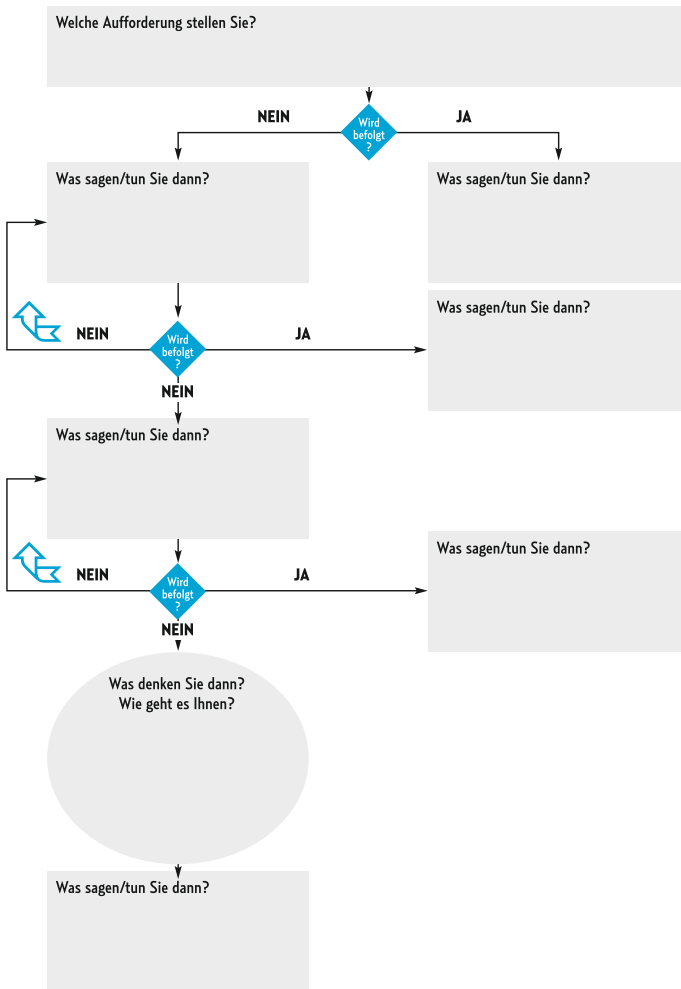 Welche Aufforderung stellen Sie?
NEIN
JA
Wird
befolgt
?
Was sagen/tun Sie dann?
Was sagen/tun Sie dann?
Was sagen/tun Sie dann?
NEIN
Wird
befolgt
?
JA
NEIN
Was sagen/tun Sie dann?
Was sagen/tun Sie dann?
NEIN
Wird
befolgt
?
JA
NEIN
Was denken Sie dann?
Wie geht es Ihnen?
Was sagen/tun Sie dann?